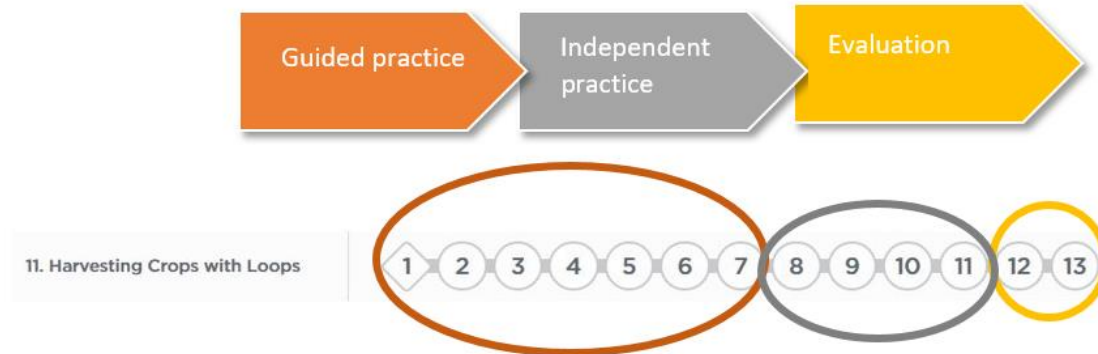 Guided practice
Independent
practice
Evaluation
11. Harvesting Crops with Loops
1 2 3 4 5 6 7 8 9 10 11 12 13